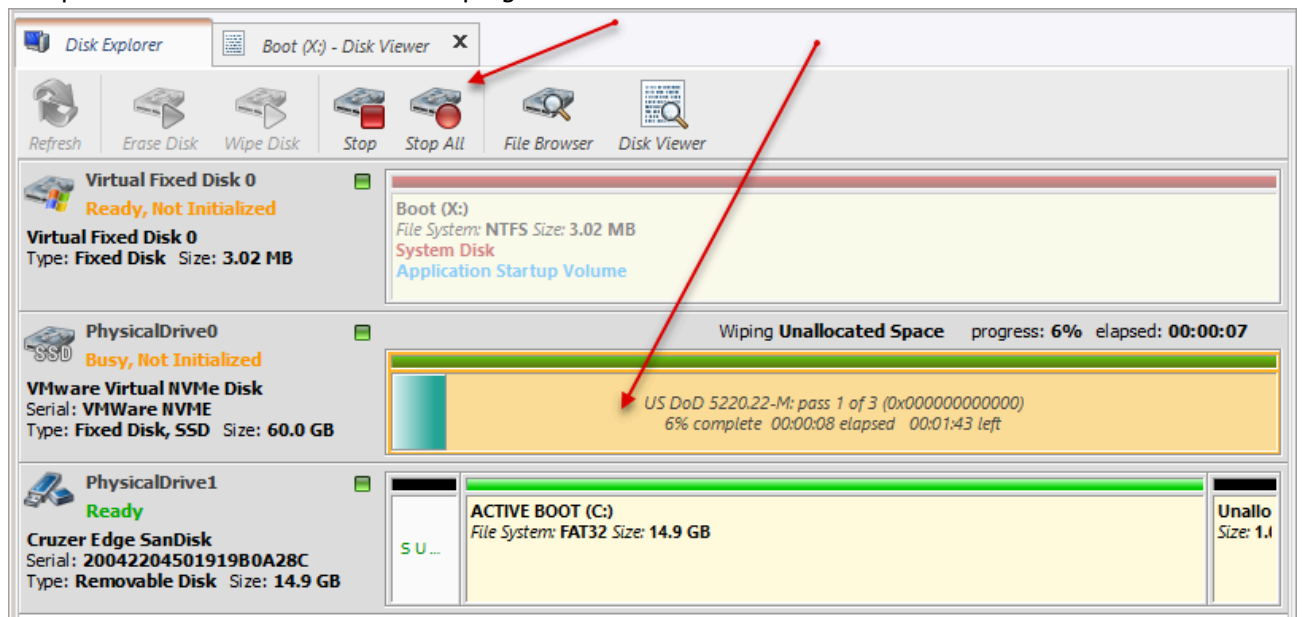 Disk Explorer
Boot (X:) - Disk Viewer X
Refresh Erase Disk Wipe Disk Stop Stop All File Browser Disk Viewer
Virtual Fixed Disk 0
Ready, Not Initialized
Virtual Fixed Disk 0
Type: Fixed Disk Size: 3.02 MB
Boot (X:)
File System: NTFS Size: 3.02 MB
System Disk
Application Startup Volume
PhysicalDrive0
SSD
Busy, Not Initialized
VMware Virtual NVMe Disk
Serial: VMWare NVME
Type: Fixed Disk, SSD Size: 60.0 GB
Wiping Unallocated Space progress: 6% elapsed: 00:00:07
US DoD 5220.22-M: pass 1 of 3 (0x000000000000)
6% complete 00:00:08 elapsed 00:01:43 left
PhysicalDrive1
Ready
Cruzer Edge SanDisk
Serial: 20042204501919B0A28C
Type: Removable Disk Size: 14.9 GB
S U...
ACTIVE BOOT (C:)
File System: FAT32 Size: 14.9 GB
Unallo
Size: